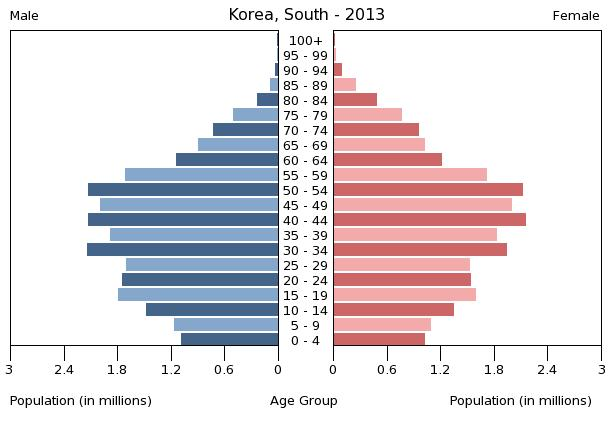 Male Korea, South - 2013 Female
100+
95 - 99
90 - 94
85 - 89
80 - 84
75 - 79
70 - 74
65 - 69
60 - 64
55 - 59
50 - 54
45 - 49
40 - 44
35 - 39
30 - 34
25 - 29
20 - 24
15 - 19
10 - 14
5 - 9
0 - 4
3 2.4 1.8 1.2 0.6 0 0 0.6 1.2 1.8 2.4 3
Population (in millions) Age Group Population (in millions)